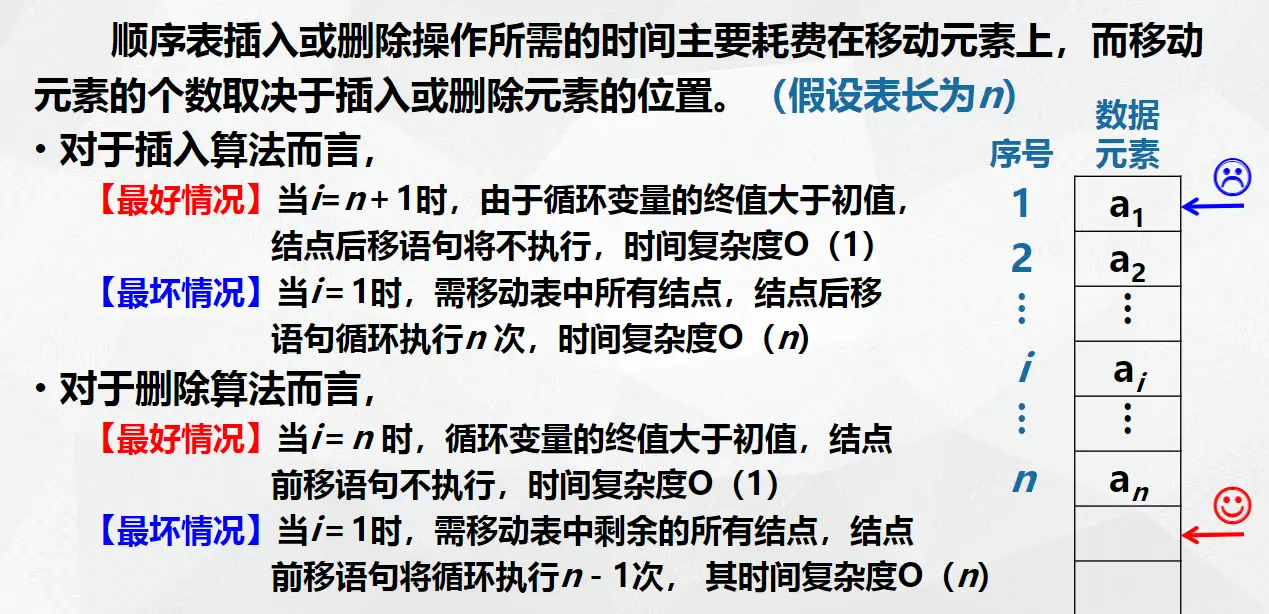 顺序表插入或删除操作所需的时间主要耗费在移动元素上，而移动
元素的个数取决于插入或删除元素的位置。（假设表长为n）
• 对于插入算法而言，
【最好情况】当i=n+1时，由于循环变量的终值大于初值，
结点后移语句将不执行，时间复杂度O（1）
【最坏情况】当i=1时，需移动表中所有结点，结点后移
语句循环执行n 次，时间复杂度O（n）
• 对于删除算法而言，
【最好情况】当i=n 时，循环变量的终值大于初值，结点
前移语句不执行，时间复杂度O（1）
【最坏情况】当i=1时，需移动表中剩余的所有结点，结点
前移语句将循环执行n-1次， 其时间复杂度O（n）
序号
数据
元素
1 a1
2 a2
⋮ ⋮
i ai
⋮ ⋮
n an